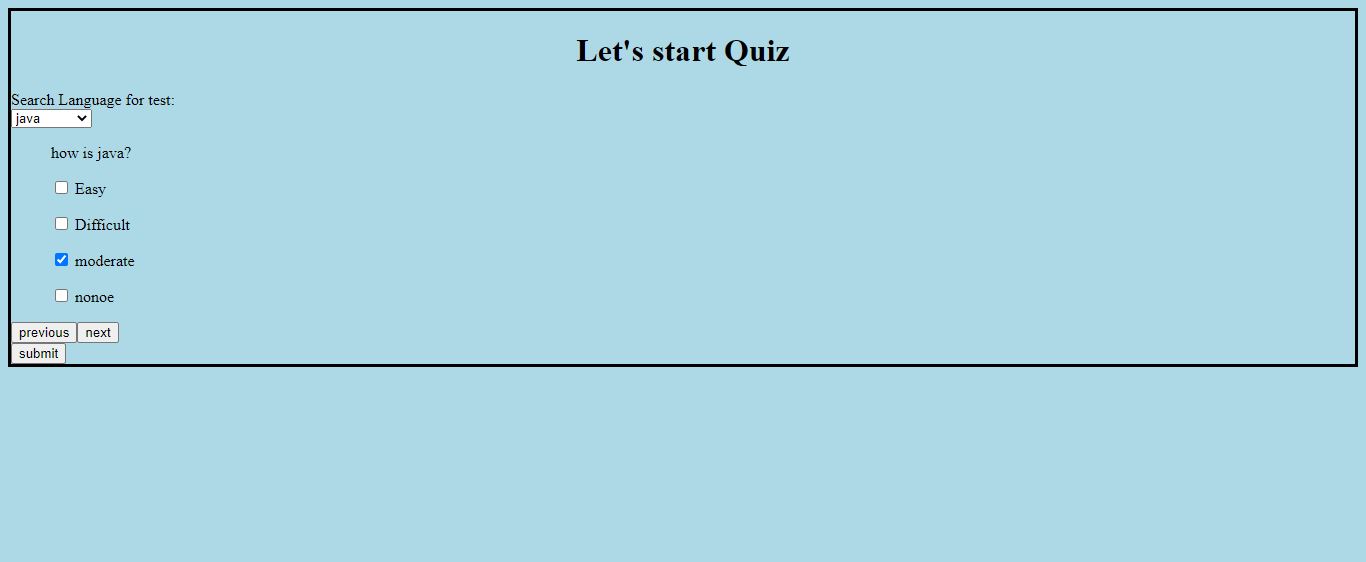 Let's start Quiz
Search Language for test:
java
how is java?
Easy
Difficult
moderate
nonoe
previous next
submit